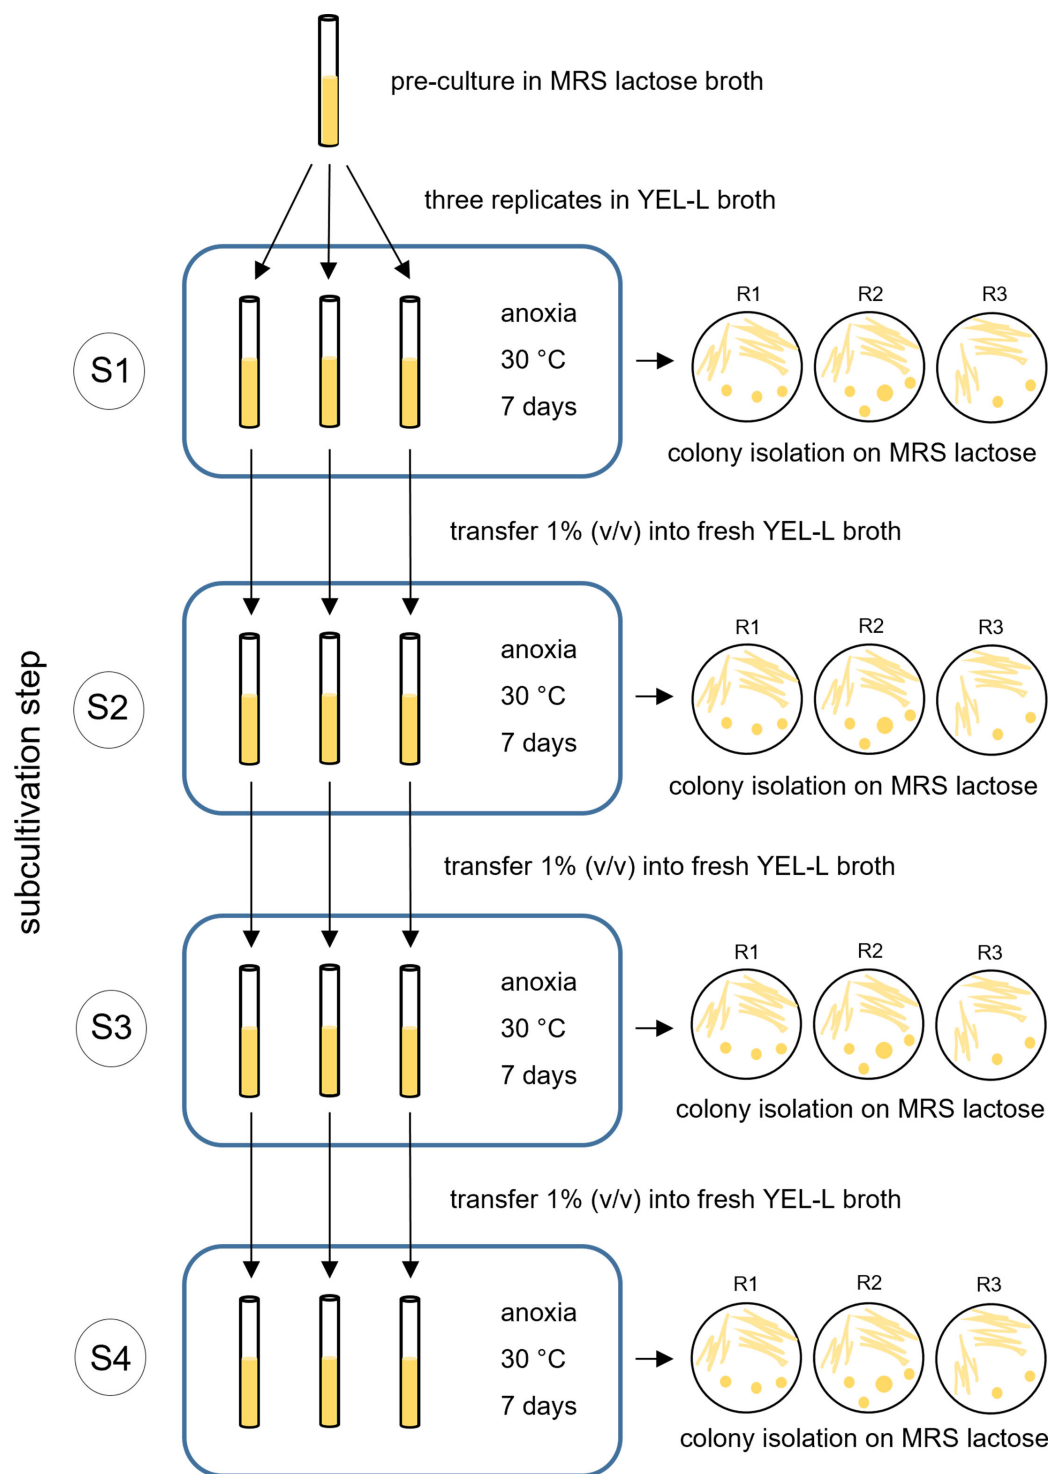 pre-culture in MRS lactose broth
three replicates in YEL-L broth
S1
anoxia
30 °C
7 days
R1
R2
R3
colony isolation on MRS lactose
transfer 1% (v/v) into fresh YEL-L broth
subcultivation step
S2
anoxia
30 °C
7 days
R1
R2
R3
colony isolation on MRS lactose
transfer 1% (v/v) into fresh YEL-L broth
S3
anoxia
30 °C
7 days
R1
R2
R3
colony isolation on MRS lactose
transfer 1% (v/v) into fresh YEL-L broth
S4
anoxia
30 °C
7 days
R1
R2
R3
colony isolation on MRS lactose